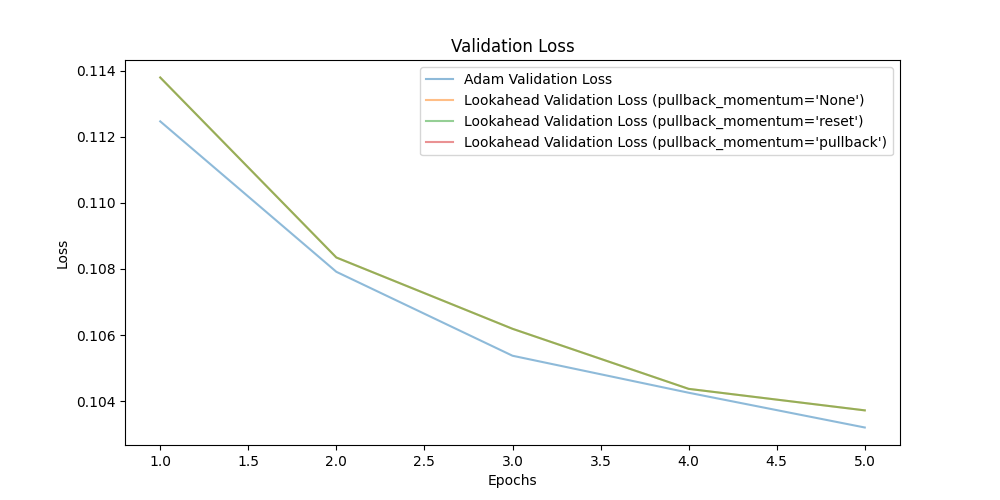 Validation Loss
Adam Validation Loss
Lookahead Validation Loss (pullback_momentum='None')
Lookahead Validation Loss (pullback_momentum='reset')
Lookahead Validation Loss (pullback_momentum='pullback')
0.114
0.112
0.110
0.108
0.106
0.104
Loss
1.0 1.5 2.0 2.5 3.0 3.5 4.0 4.5 5.0
Epochs